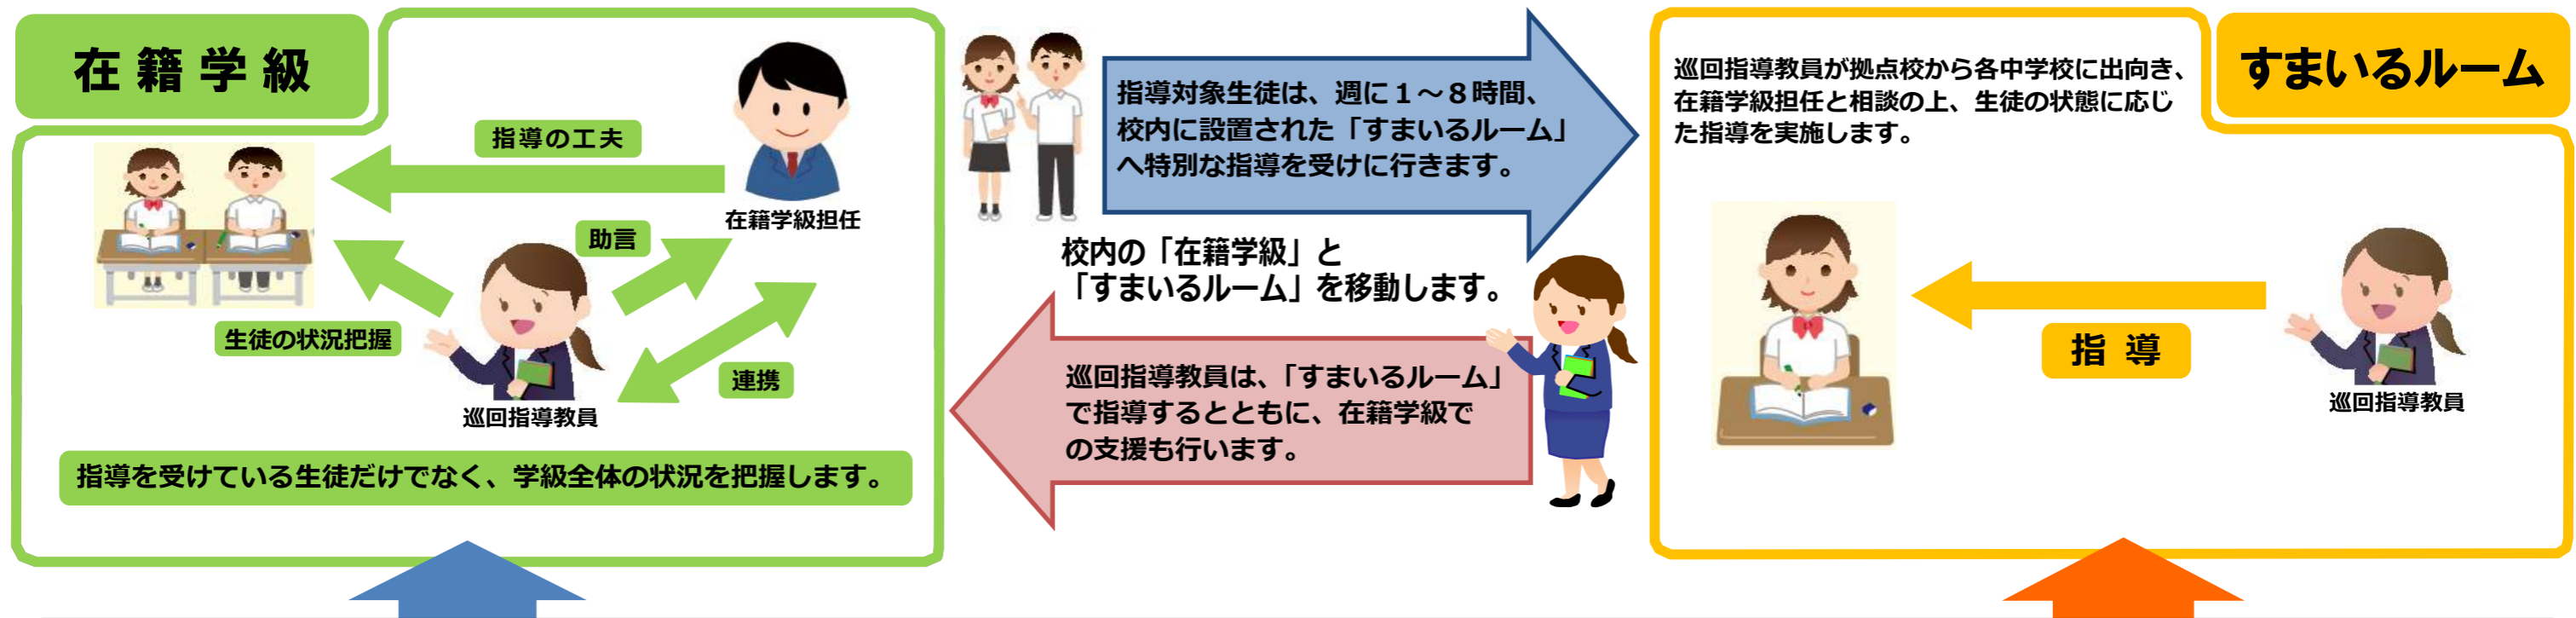 在籍学級
指導の工夫
在籍学級担任
助言
生徒の状況把握
連携
巡回指導教員
指導を受けている生徒だけでなく、学級全体の状況を把握します。
指導対象生徒は、週に１～８時間、
校内に設置された「すまいるルーム」
へ特別な指導を受けに行きます。
校内の「在籍学級」と
「すまいるルーム」を移動します。
巡回指導教員は、「すまいるルーム」
で指導するとともに、在籍学級で
の支援も行います。
すまいるルーム
巡回指導教員が拠点校から各中学校に出向き、
在籍学級担任と相談の上、生徒の状態に応じ
た指導を実施します。
指導
巡回指導教員